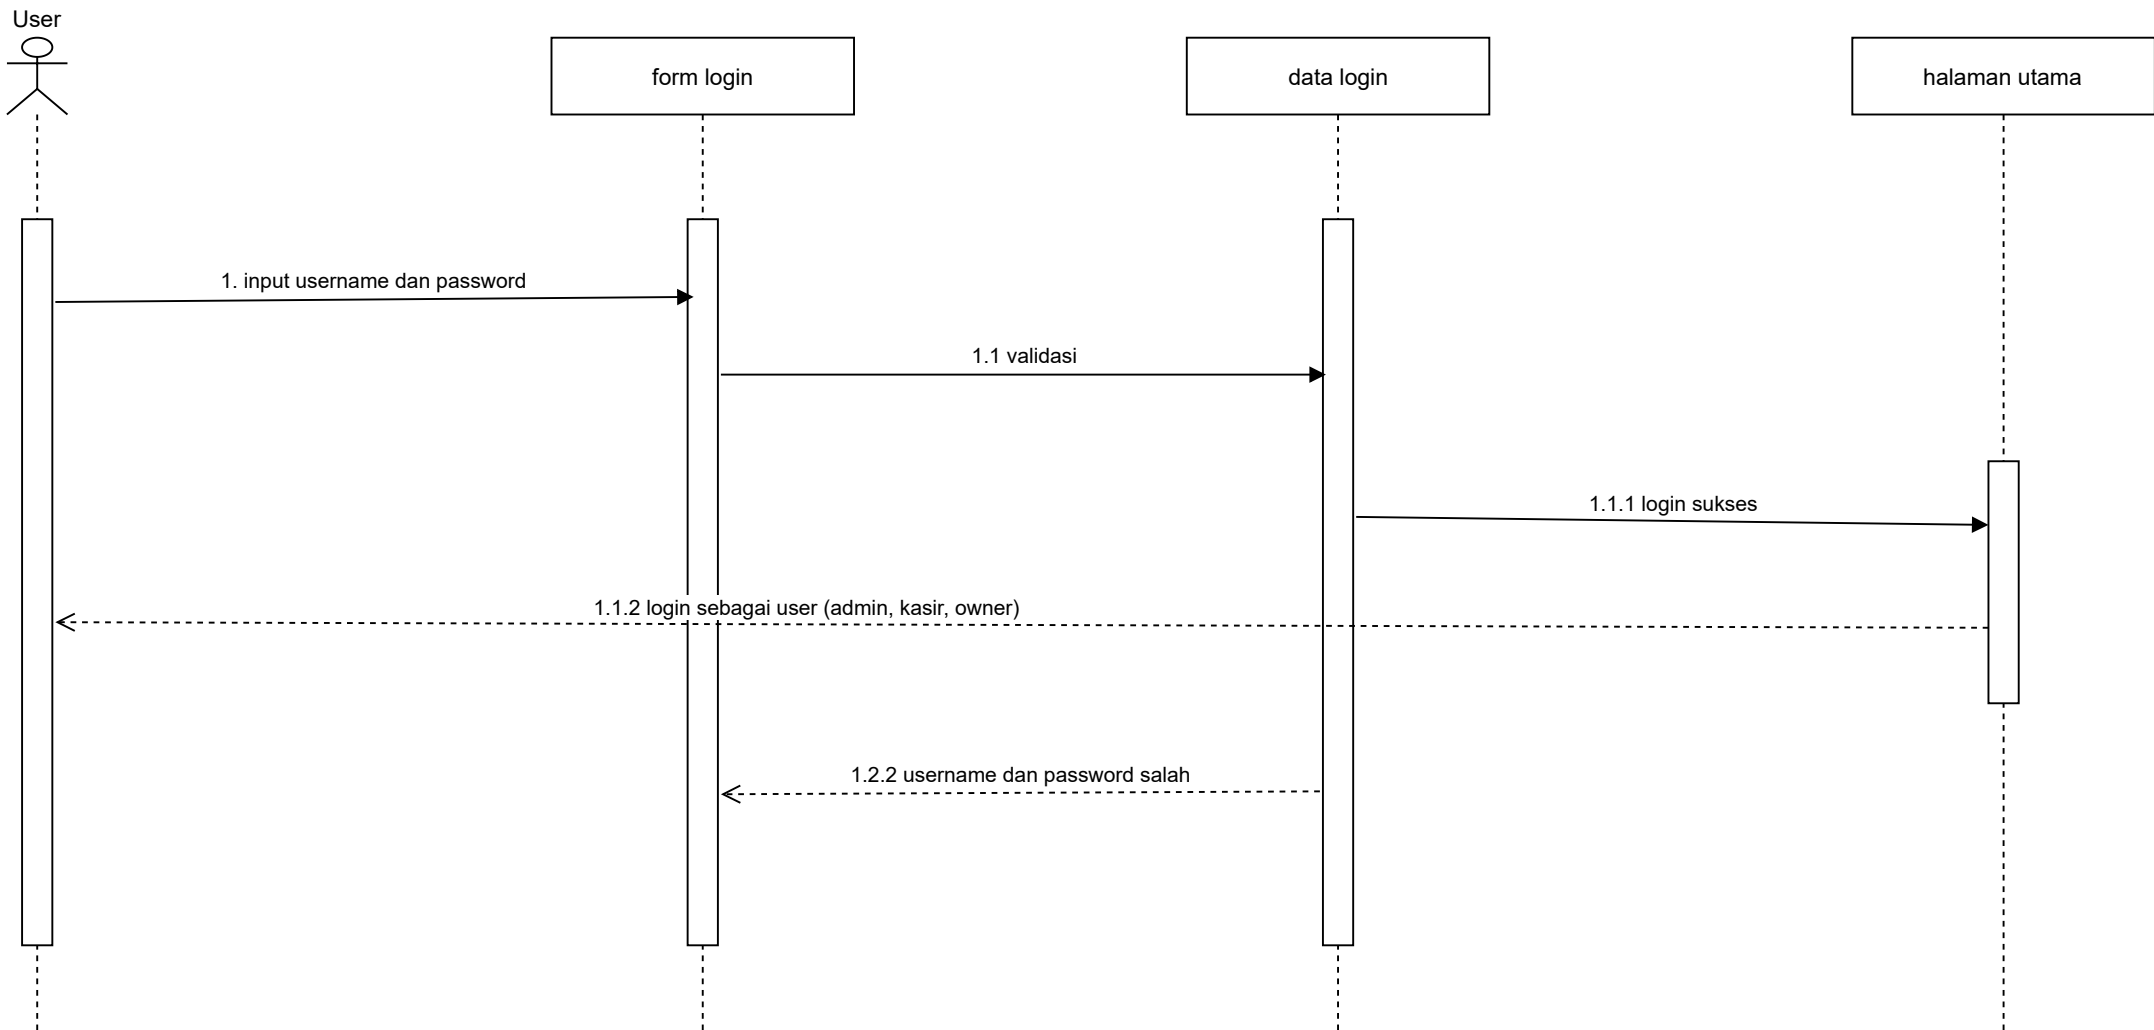 User
form login
data login
halaman utama
1. input username dan password
1.1 validasi
1.1.1 login sukses
1.1.2 login sebagai user (admin, kasir, owner)
1.2.2 username dan password salah